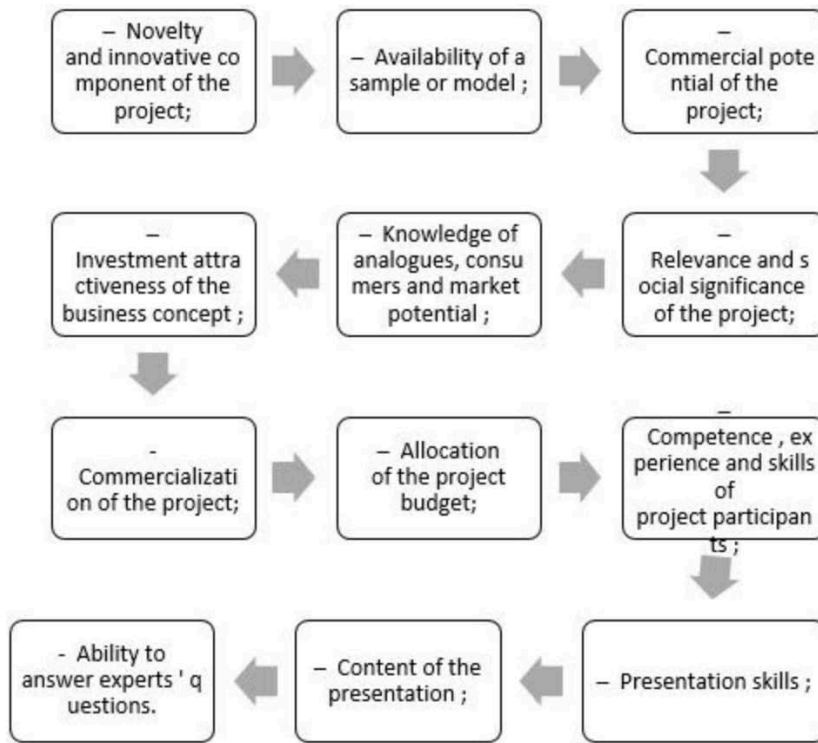 – Novelty
and innovative co
mponent of the
project;
– Availability of a
sample or model ;
–
Commercial pote
ntial of the
project;
–
Relevance and s
ocial significance
of the project;
– Knowledge of
analogues, consu
mers and market
potential ;
–
Investment attra
ctiveness of the
business concept ;
-
Commercializati
on of the project;
– Allocation
of the project
budget;
–
Competence , ex
perience and skills
of
project participan
ts ;
– Presentation skills ;
– Content of the
presentation ;
- Ability to
answer experts ' q
uestions.